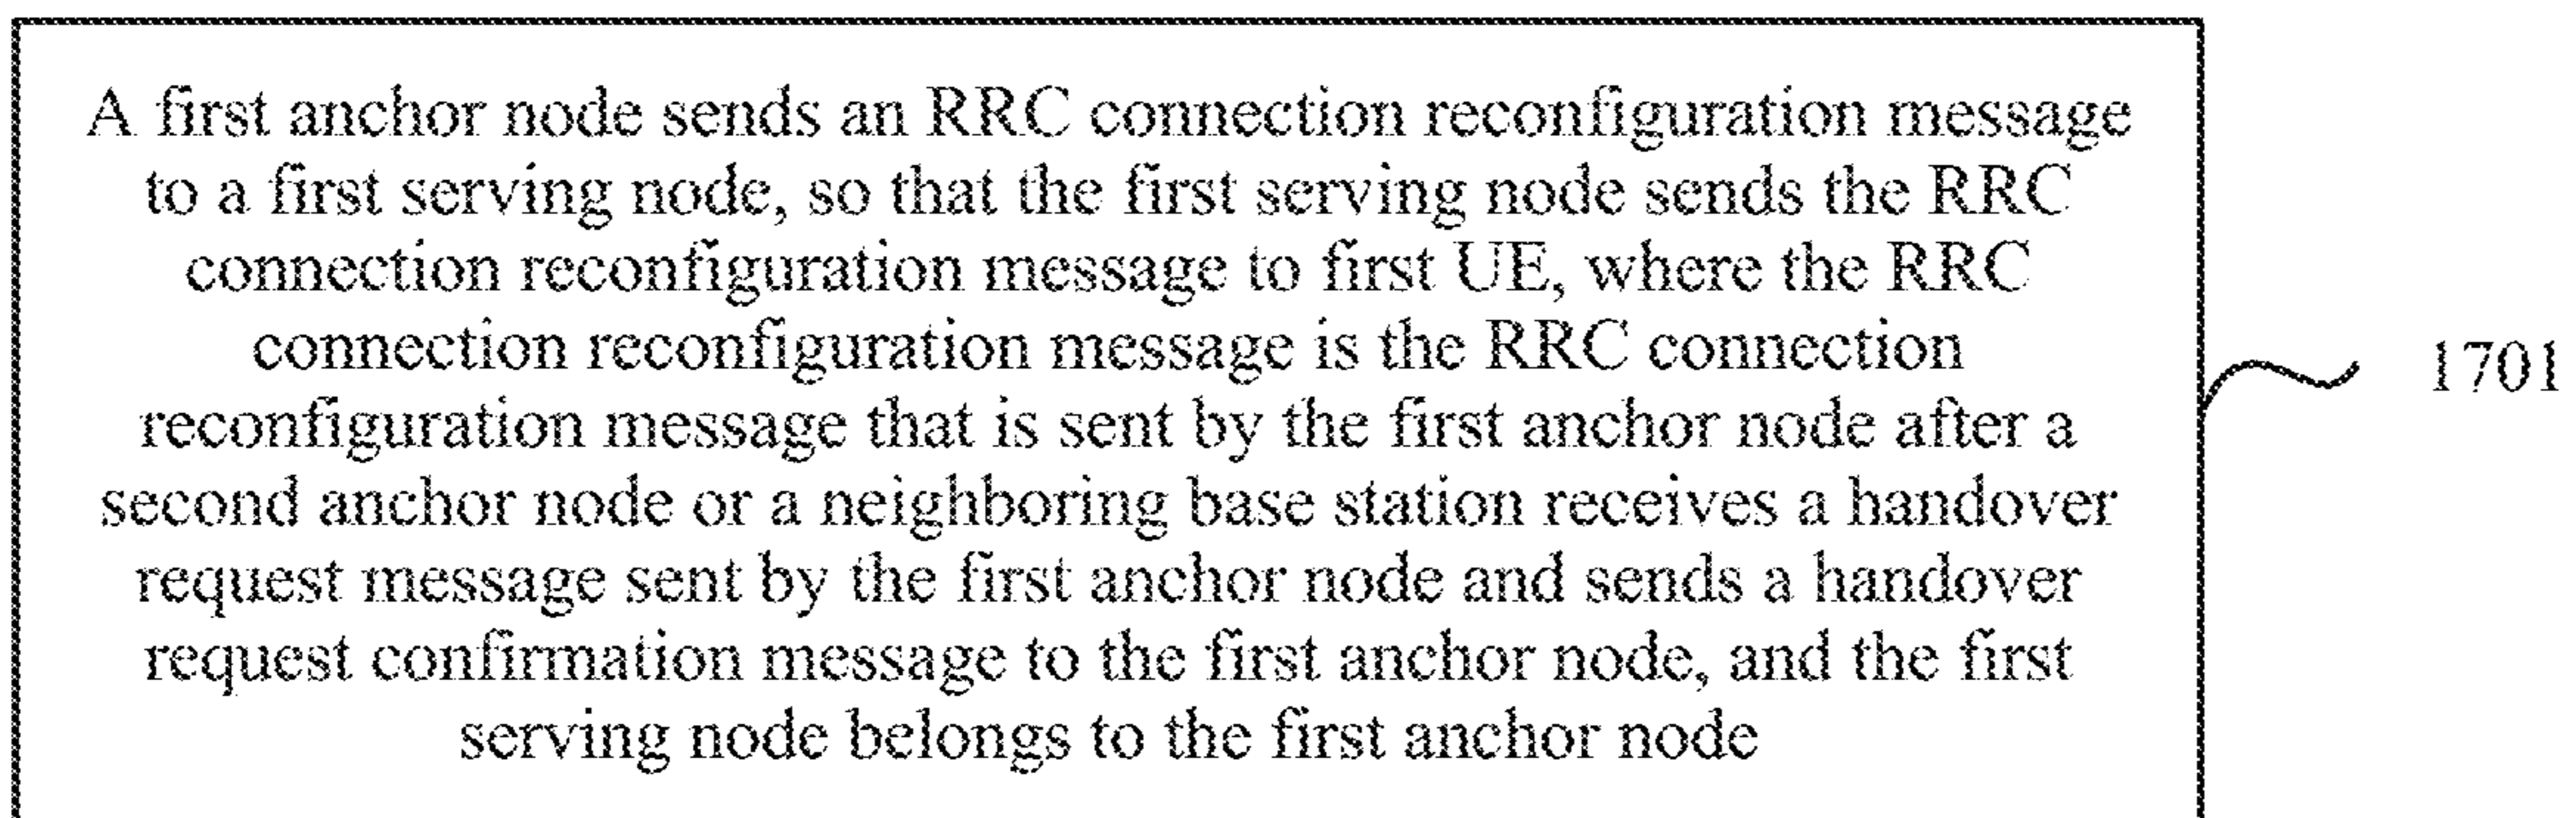 A first anchor node sends an RRC connection reconfiguration message
to a first serving node, so that the first serving node sends the RRC
connection reconfiguration message to first UE, where the RRC
connection reconfiguration message is the RRC connection
reconfiguration message that is sent by the first anchor node after a
second anchor node or a neighboring base station receives a handover
request message sent by the first anchor node and sends a handover
request confirmation message to the first anchor node, and the first
serving node belongs to the first anchor node
1701